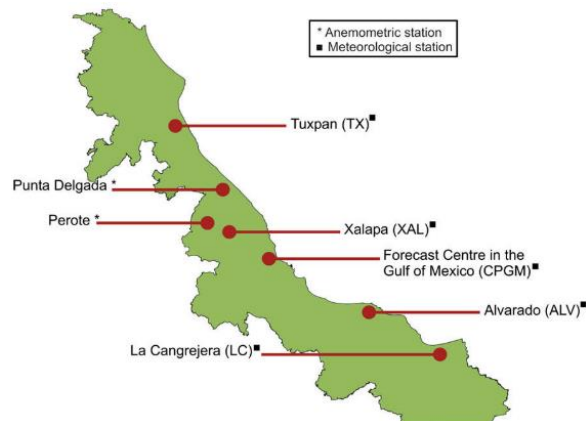 * Anemometric station
■ Meteorological station
Tuxpan (TX)■
Punta Delgada *
Perote *
Xalapa (XAL)■
Forecast Centre in the
Gulf of Mexico (CPGM)■
Alvarado (ALV)■
La Cangrejera (LC)■